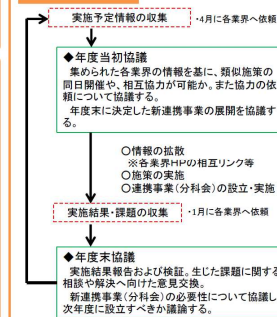 実施予定情報の収集 ・4月に各業界へ依頼
◆年度当初協議
集められた各業界の情報を基に、類似施策の
同日開催や、相互協力が可能か。また協力の依
頼について協議する。
年度末に決定した新連携事業の展開を協議す
る。
○情報の拡散
※各業界HPの相互リンク等
○施策の実施
○連携事業（分科会）の設立・実施
実施結果・課題の収集 ・1月に各業界へ依頼
◆年度末協議
実施結果報告および検証。生じた課題に関する
相談や解決へ向けた意見交換。
新連携事業（分科会）の必要性について協議し
次年度に設立すべきか議論する。